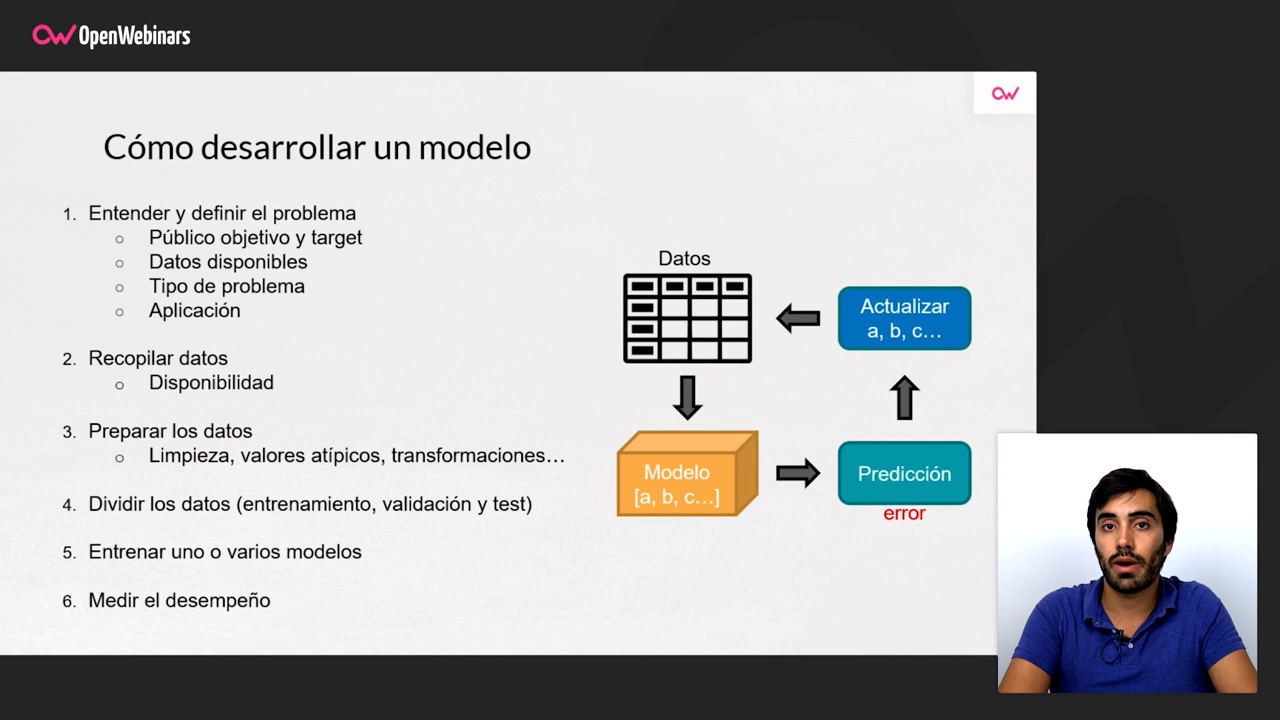 OpenWebinars
Cómo desarrollar un modelo
1. Entender y definir el problema
○ Público objetivo y target
○ Datos disponibles
○ Tipo de problema
○ Aplicación
2. Recopilar datos
○ Disponibilidad
3. Preparar los datos
○ Limpieza, valores atípicos, transformaciones…
4. Dividir los datos (entrenamiento, validación y test)
5. Entrenar uno o varios modelos
6. Medir el desempeño
Datos
Actualizar
a, b, c…
Modelo
[a, b, c…]
Predicción
error